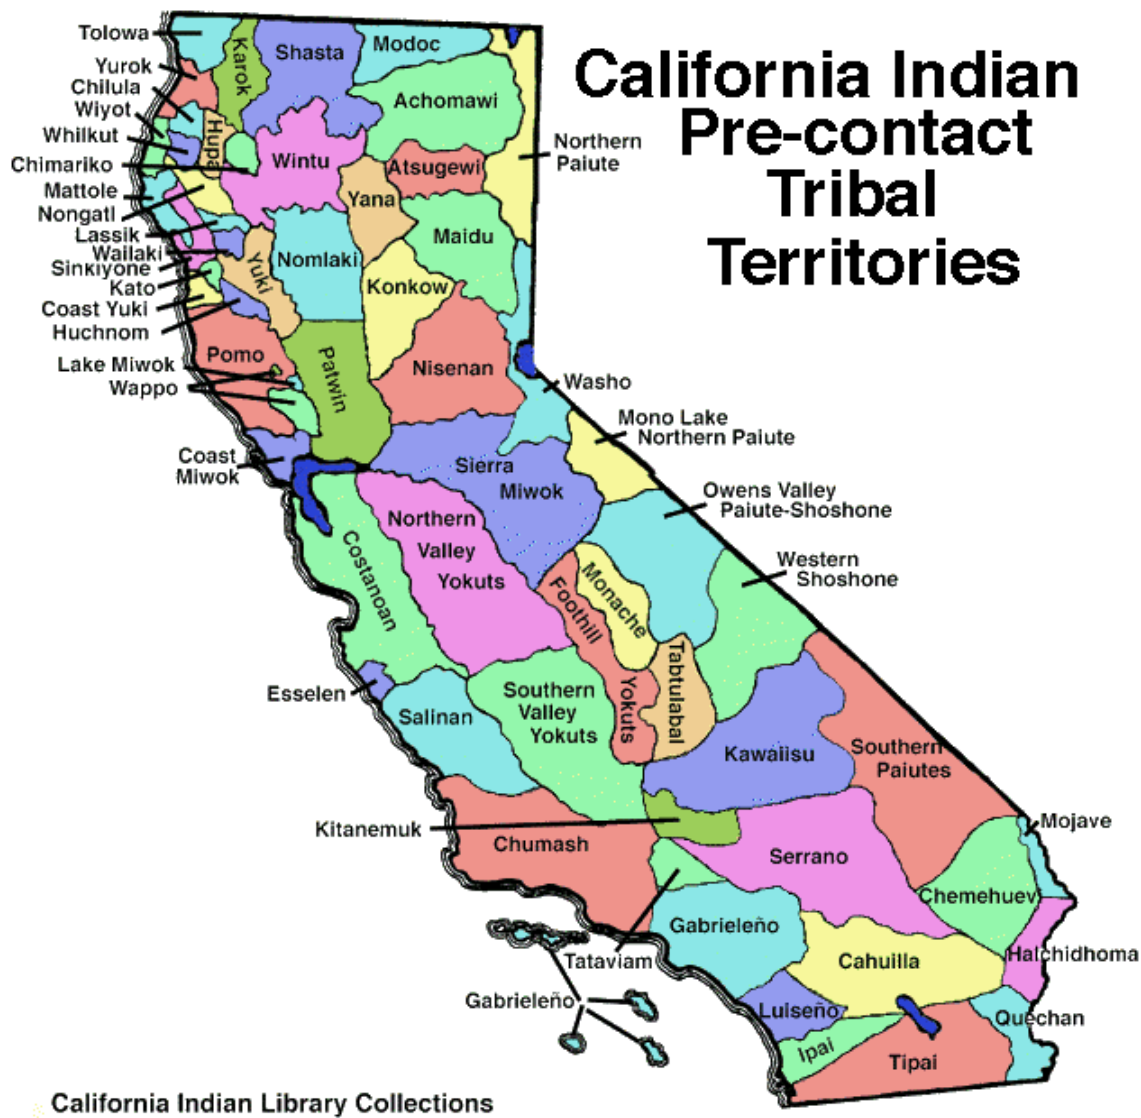 California Indian
Pre-contact
Tribal
Territories
Tolowa
Yurok
Chilula
Wiyot
Whilkut
Chimariko
Mattole
Nongatl
Lassik
Wailaki
Sinkiyone
Kato
Coast Yuki
Huchnom
Lake Miwok
Wappo
Coast
Miwok
Karok
Shasta
Modoc
Achomawi
Hupa
Wintu
Atsugewi
Yana
Northern
Paiute
Maidu
Nomlaki
Yuki
Konkow
Pomo
Patwin
Nisenan
Washo
Mono Lake
Northern Paiute
Sierra
Miwok
Owens Valley
Paiute-Shoshone
Northern
Valley
Yokuts
Costanoan
Western
Shoshone
Monache
Foothill
Yokuts
Tabtulabal
Esselen
Salinan
Southern
Valley
Yokuts
Kawaiisu
Southern
Paiutes
Kitanemuk
Chumash
Serrano
Mojave
Chemehuevi
Gabrieleño
Tataviam
Cahuilla
Halchidhoma
Gabrieleño
Luiseño
Quechan
Ipai
Tipai
California Indian Library Collections